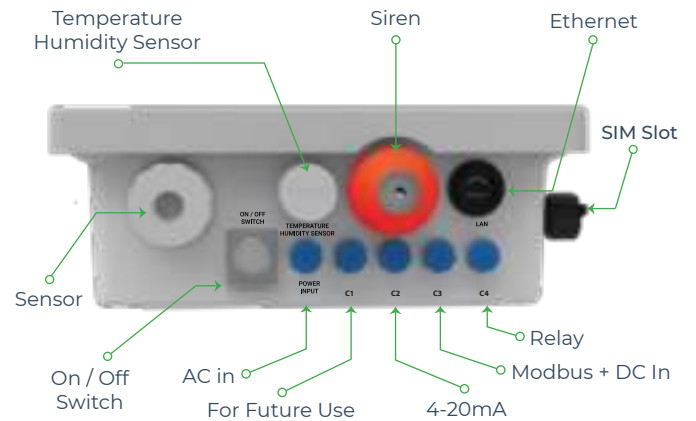 Temperature
Humidity Sensor
Siren
Ethernet
SIM Slot
ON / OFF
SWITCH
TEMPERATURE
HUMIDITY SENSOR
LAN
POWER
INPUT
C1
C2
C3
C4
Sensor
On / Off
Switch
AC in
For Future Use
4-20mA
Modbus + DC In
Relay